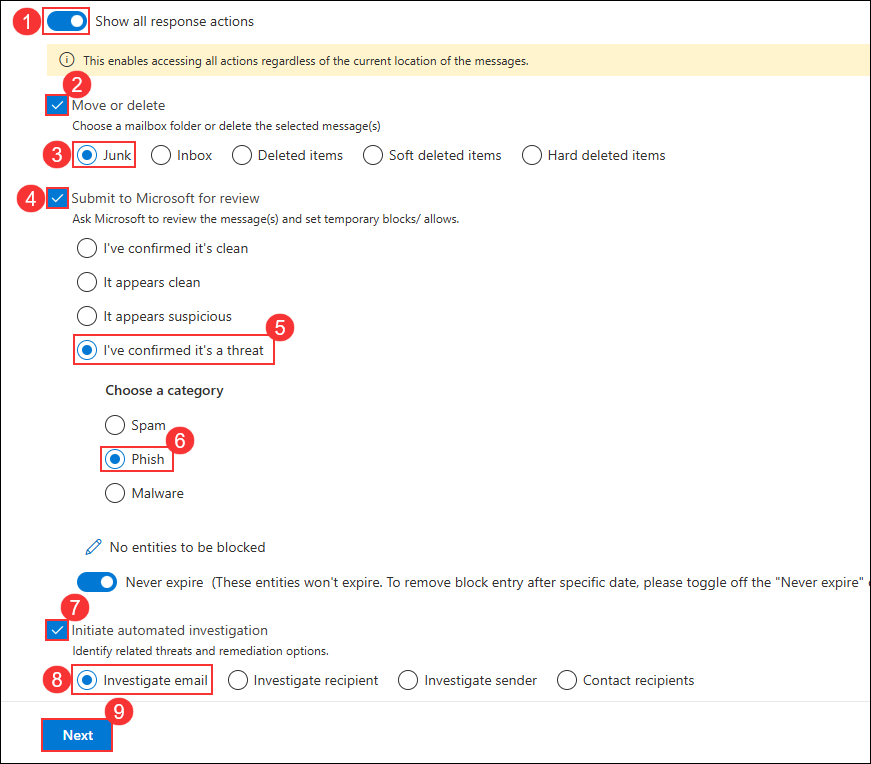 1 Show all response actions
This enables accessing all actions regardless of the current location of the messages.
2
Move or delete
Choose a mailbox folder or delete the selected message(s)
3 Junk Inbox Deleted items Soft deleted items Hard deleted items
4 Submit to Microsoft for review
Ask Microsoft to review the message(s) and set temporary blocks/ allows.
I've confirmed it's clean
It appears clean
It appears suspicious
5
I've confirmed it's a threat
Choose a category
Spam
6
Phish
Malware
No entities to be blocked
Never expire (These entities won't expire. To remove block entry after specific date, please toggle off the "Never expire"
7
Initiate automated investigation
Identify related threats and remediation options.
8 Investigate email Investigate recipient Investigate sender Contact recipients
9
Next